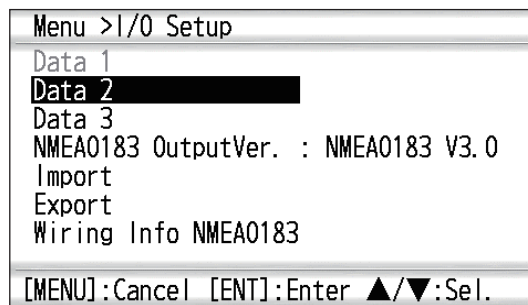 Menu >I/O Setup
Data 1
Data 2
Data 3
NMEA0183 OutputVer. : NMEA0183 V3.0
Import
Export
Wiring Info NMEA0183
[MENU]:Cancel [ENT]:Enter ▲/▼:Sel.